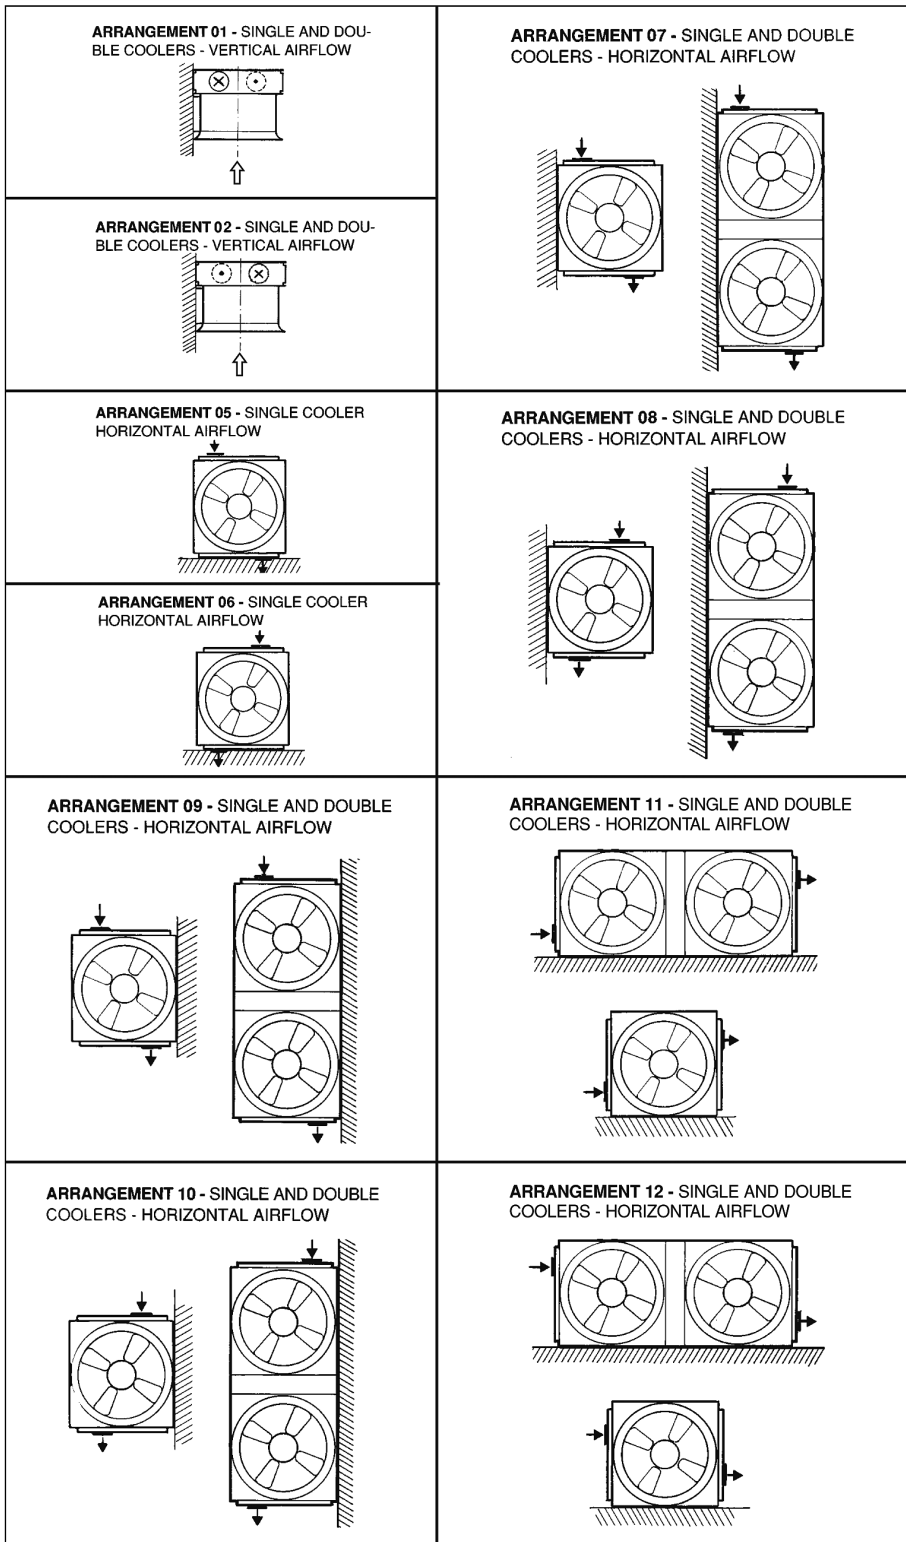 ARRANGEMENT 01 - SINGLE AND DOU-
BLE COOLERS - VERTICAL AIRFLOW
ARRANGEMENT 02 - SINGLE AND DOU-
BLE COOLERS - VERTICAL AIRFLOW
ARRANGEMENT 05 - SINGLE COOLER
HORIZONTAL AIRFLOW
ARRANGEMENT 06 - SINGLE COOLER
HORIZONTAL AIRFLOW
ARRANGEMENT 07 - SINGLE AND DOUBLE
COOLERS - HORIZONTAL AIRFLOW
ARRANGEMENT 08 - SINGLE AND DOUBLE
COOLERS - HORIZONTAL AIRFLOW
ARRANGEMENT 09 - SINGLE AND DOUBLE
COOLERS - HORIZONTAL AIRFLOW
ARRANGEMENT 11 - SINGLE AND DOUBLE
COOLERS - HORIZONTAL AIRFLOW
ARRANGEMENT 10 - SINGLE AND DOUBLE
COOLERS - HORIZONTAL AIRFLOW
ARRANGEMENT 12 - SINGLE AND DOUBLE
COOLERS - HORIZONTAL AIRFLOW